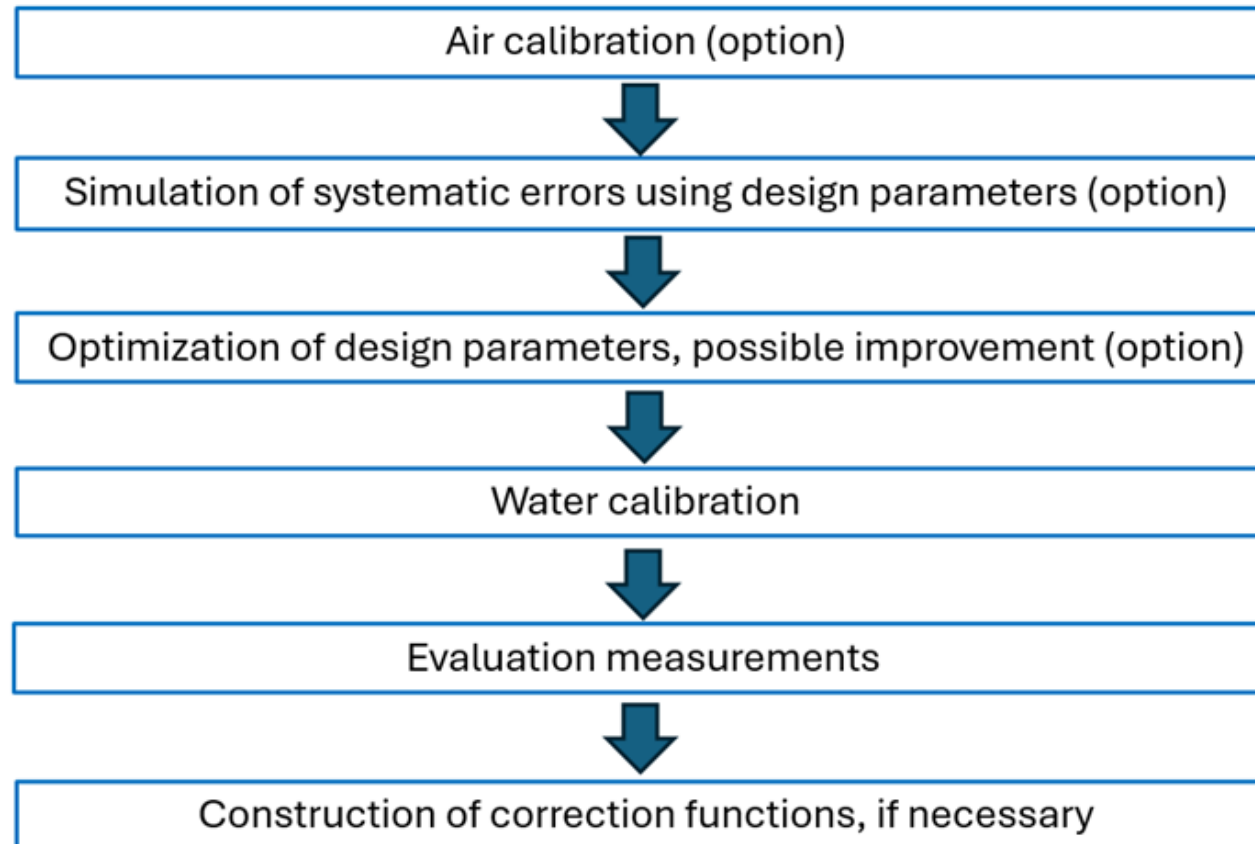 Air calibration (option)
Simulation of systematic errors using design parameters (option)
Optimization of design parameters, possible improvement (option)
Water calibration
Evaluation measurements
Construction of correction functions, if necessary